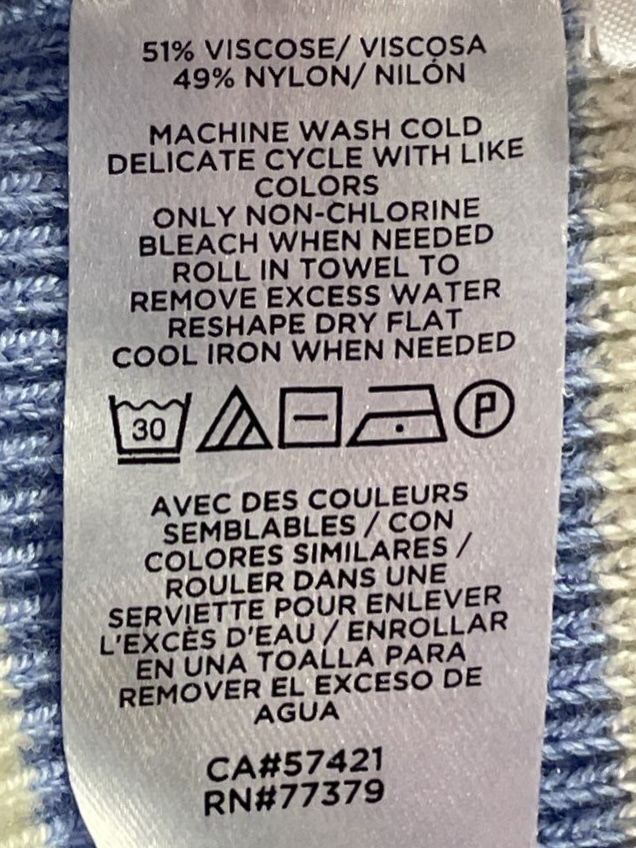 51% VISCOSE/ VISCOSA
49% NYLON/ NILÓN
MACHINE WASH COLD
DELICATE CYCLE WITH LIKE
COLORS
ONLY NON-CHLORINE
BLEACH WHEN NEEDED
ROLL IN TOWEL TO
REMOVE EXCESS WATER
RESHAPE DRY FLAT
COOL IRON WHEN NEEDED
30 P
AVEC DES COULEURS
SEMBLABLES / CON
COLORES SIMILARES /
ROULER DANS UNE
SERVIETTE POUR ENLEVER
L'EXCÈS D'EAU / ENROLLAR
EN UNA TOALLA PARA
REMOVER EL EXCESO DE
AGUA
CA#57421
RN#77379